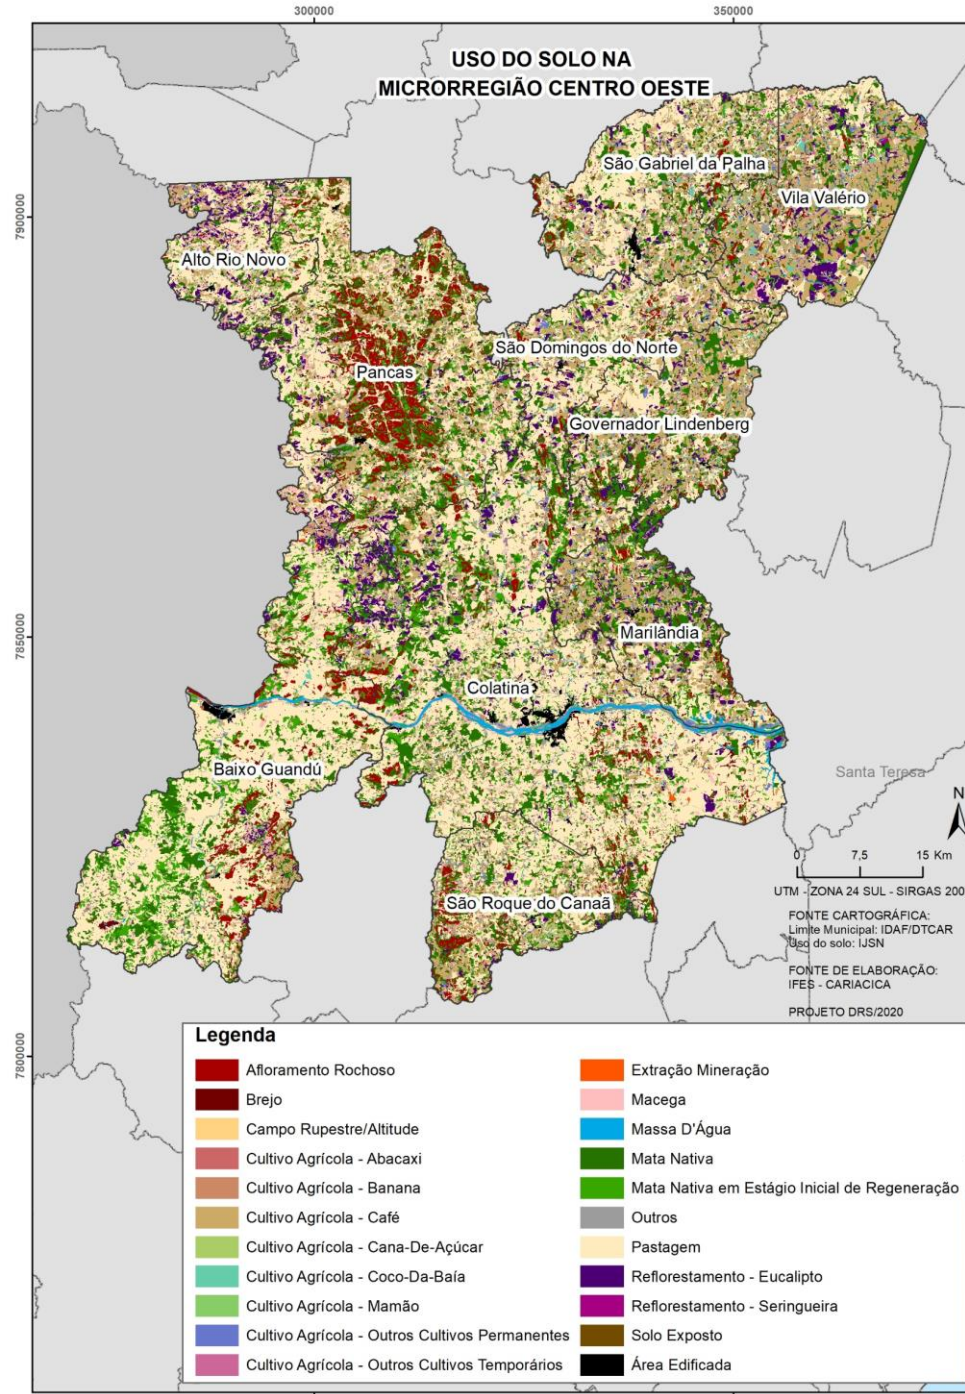 300000
350000
USO DO SOLO NA
MICRORREGIÃO CENTRO OESTE
São Gabriel da Palha
Vila Valério
7900000
Alto Rio Novo
São Domingos do Norte
Pancas
Governador Lindenberg
7850000
Marilândia
Colatina
Baixo Guandú
Santa Teresa
N
0 7,5 15 Km
São Roque do Canaã
UTM - ZONA 24 SUL - SIRGAS 200
FONTE CARTOGRÁFICA:
Limite Municipal: IDAF/DTCAR
Uso do solo: IJSN
FONTE DE ELABORAÇÃO:
IFES - CARIACICA
PROJETO DRS/2020
7800000
Legenda
Afloramento Rochoso
Brejo
Campo Rupestre/Altitude
Cultivo Agrícola - Abacaxi
Cultivo Agrícola - Banana
Cultivo Agrícola - Café
Cultivo Agrícola - Cana-De-Açúcar
Cultivo Agrícola - Coco-Da-Baía
Cultivo Agrícola - Mamão
Cultivo Agrícola - Outros Cultivos Permanentes
Cultivo Agrícola - Outros Cultivos Temporários
Extração Mineração
Macega
Massa D'Água
Mata Nativa
Mata Nativa em Estágio Inicial de Regeneração
Outros
Pastagem
Reflorestamento - Eucalipto
Reflorestamento - Seringueira
Solo Exposto
Área Edificada